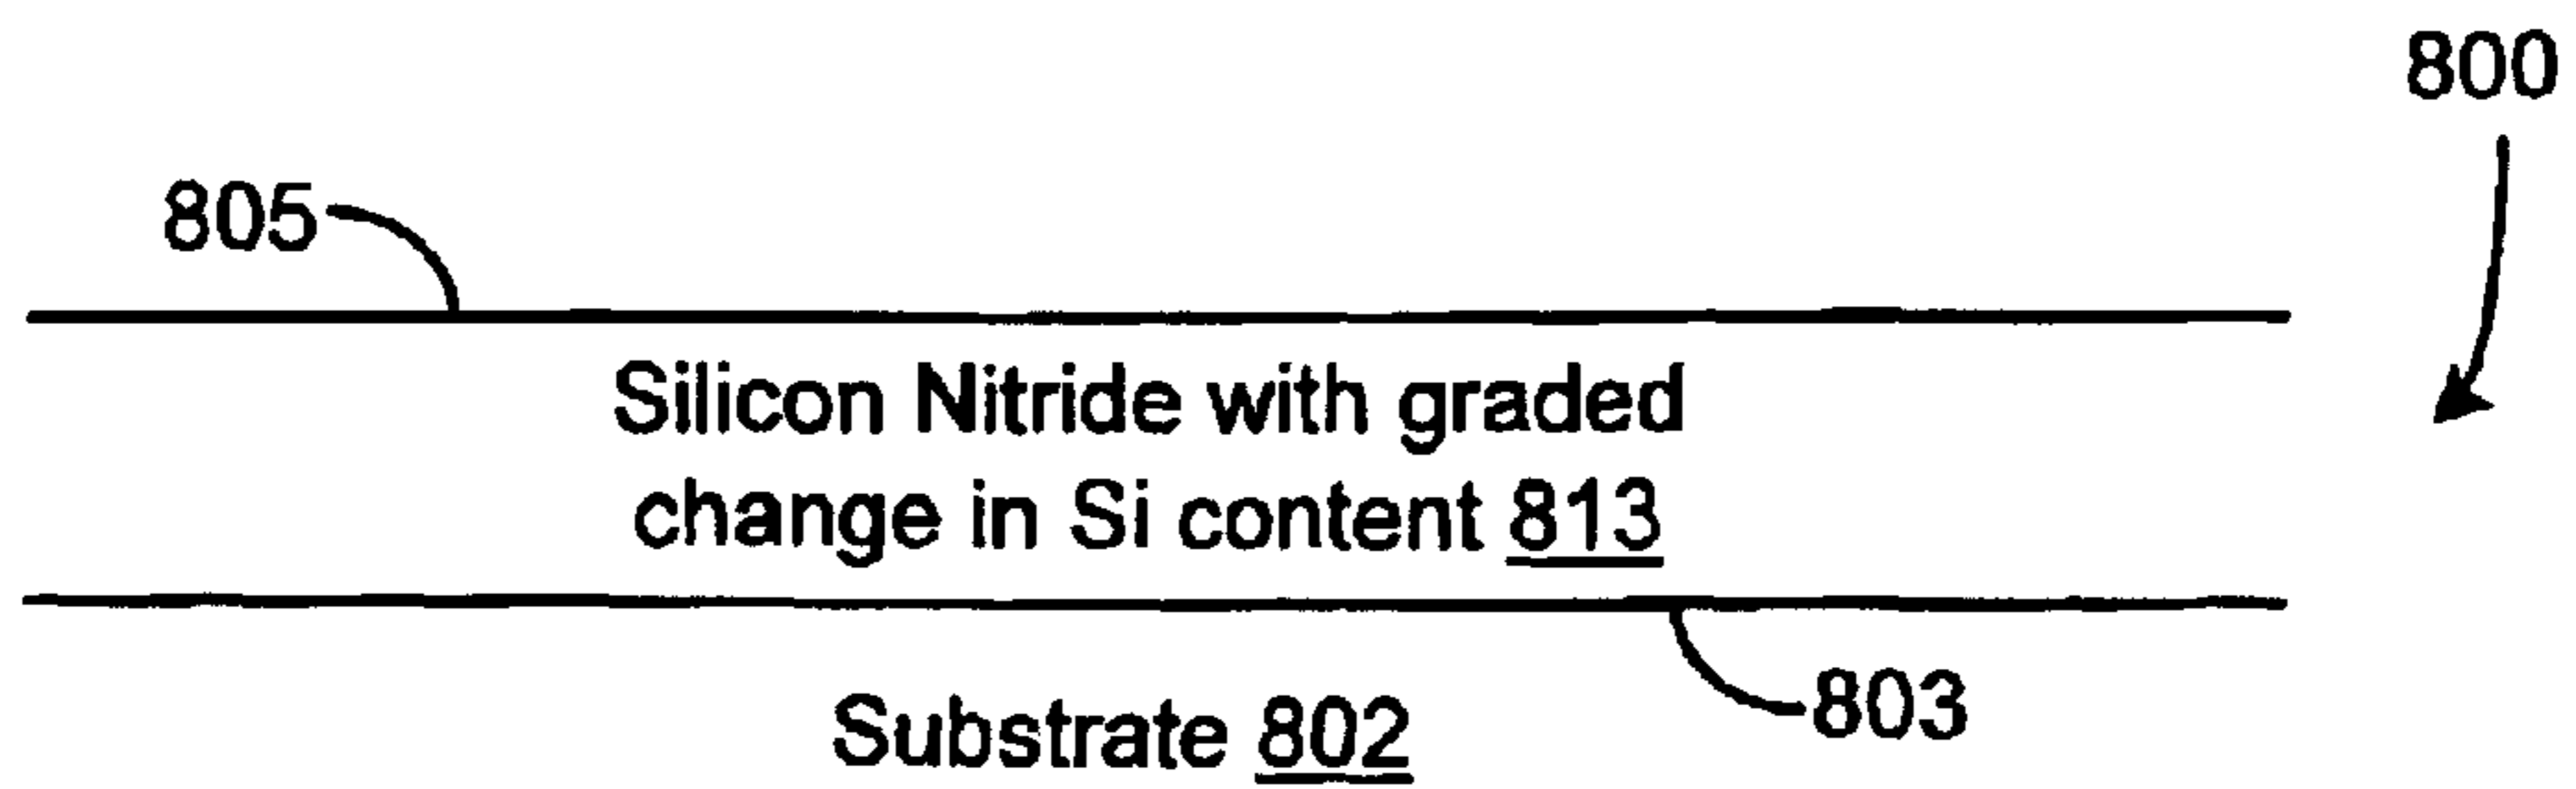 800
805
Silicon Nitride with graded
change in Si content 813
803
Substrate 802